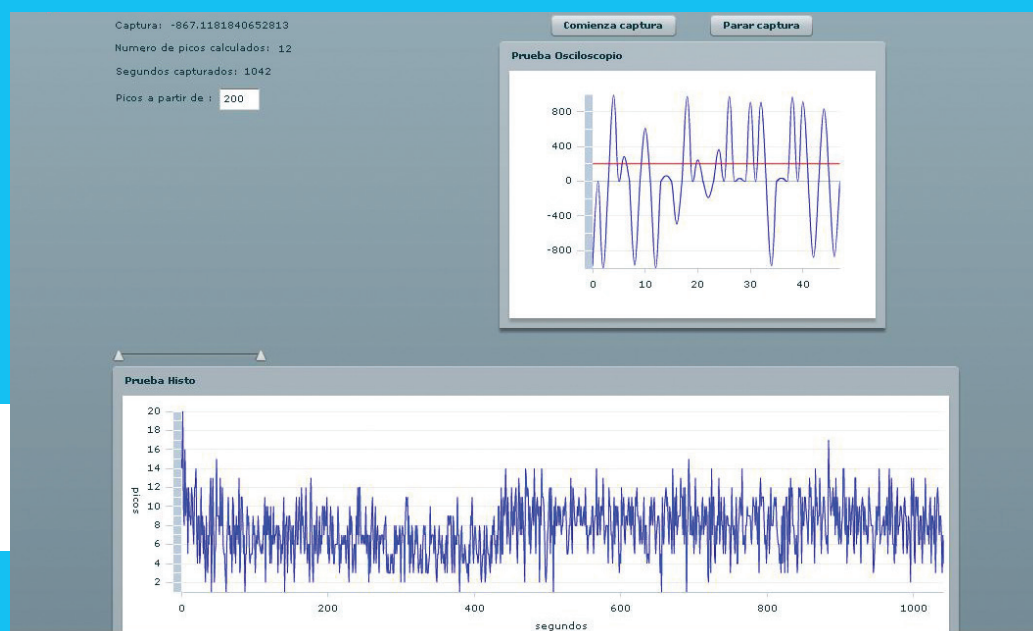 Captura: -867.1181840652813
Numero de picos calculados: 12
Segundos capturados: 1042
Picos a partir de : 200
Comienza captura
Parar captura
Prueba Osciloscopio
800
400
0
-400
-800
0 10 20 30 40
Prueba Histo
20
18
16
14
12
10
8
6
4
2
picos
0 200 400 600 800 1000
segundos